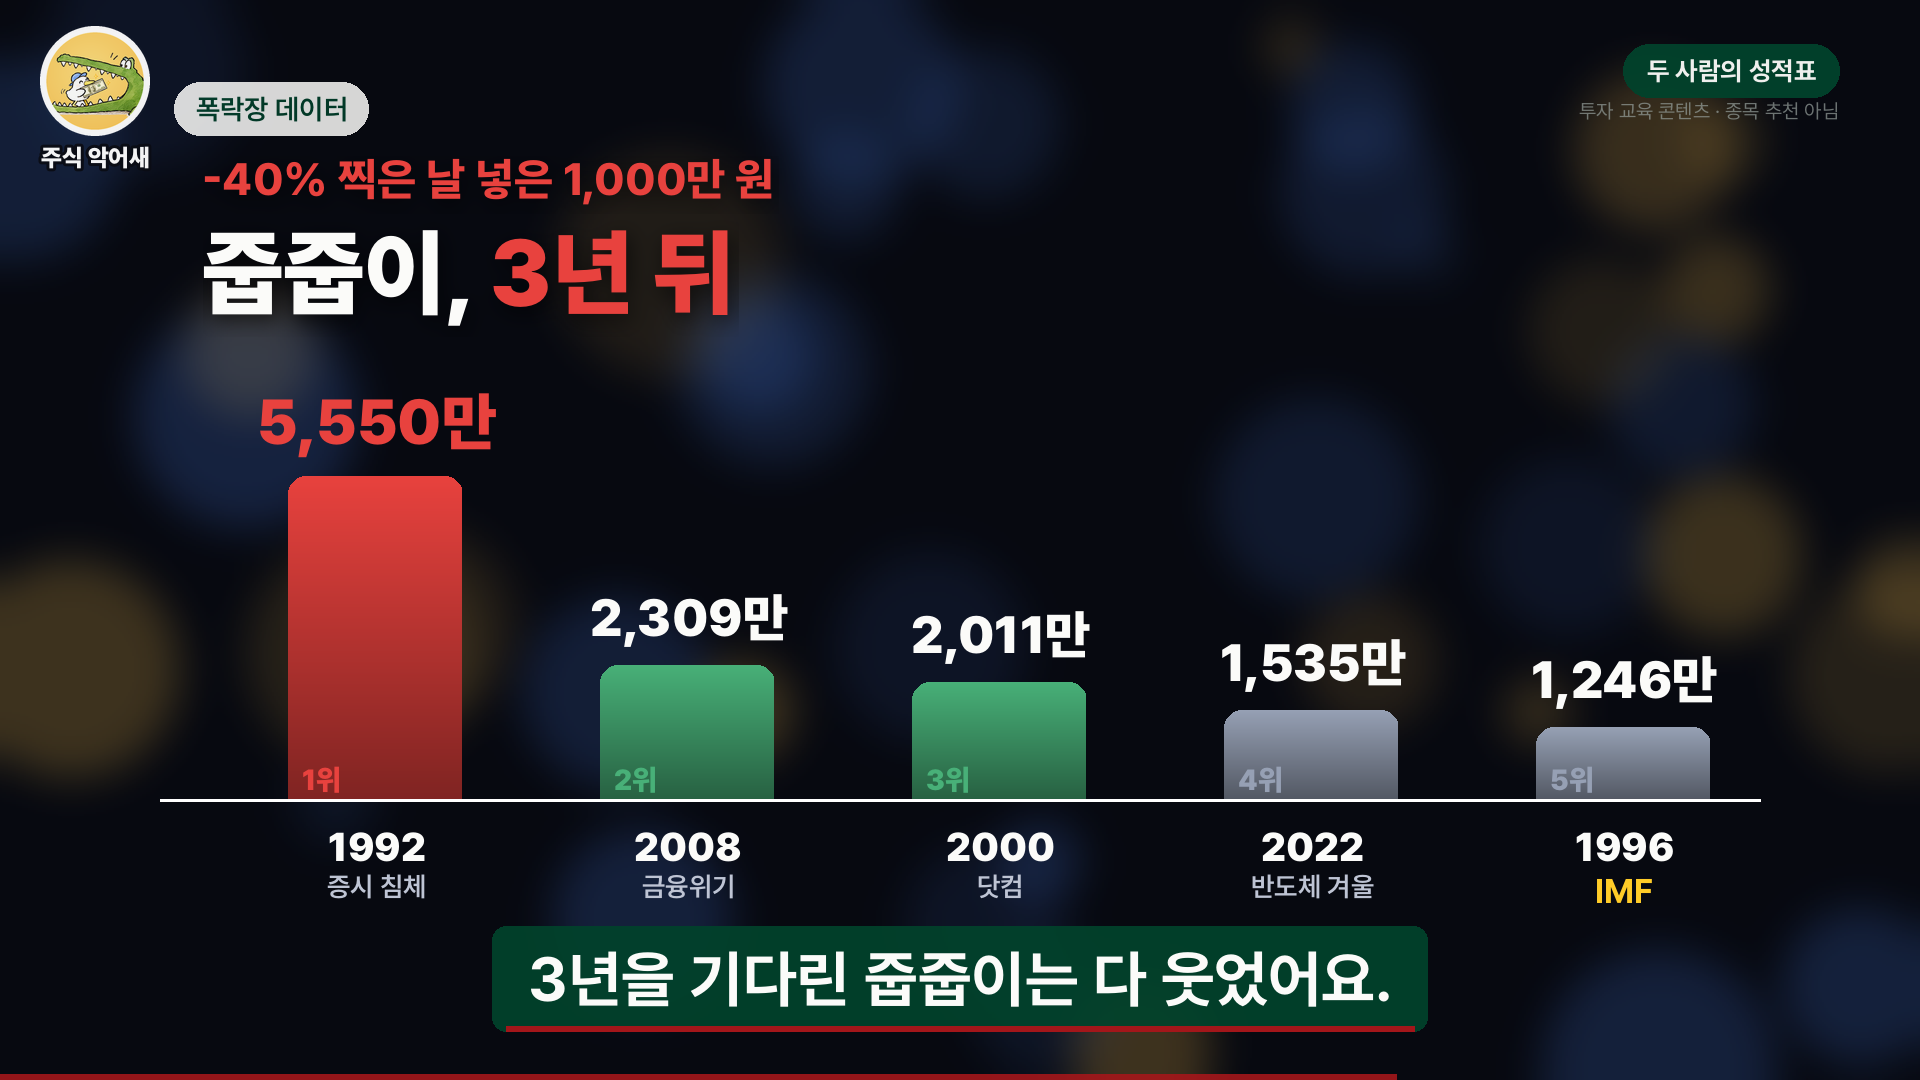 주식 악어새
폭락장 데이터
두 사람의 성적표
투자 교육 콘텐츠 · 종목 추천 아님
-40% 찍은 날 넣은 1,000만 원
줍줍이, 3년 뒤
5,550만
2,309만
2,011만
1,535만
1,246만
1위
2위
3위
4위
5위
1992
2008
2000
2022
1996
증시 침체
금융위기
닷컴
반도체 겨울
IMF
3년을 기다린 줍줍이는 다 웃었어요.